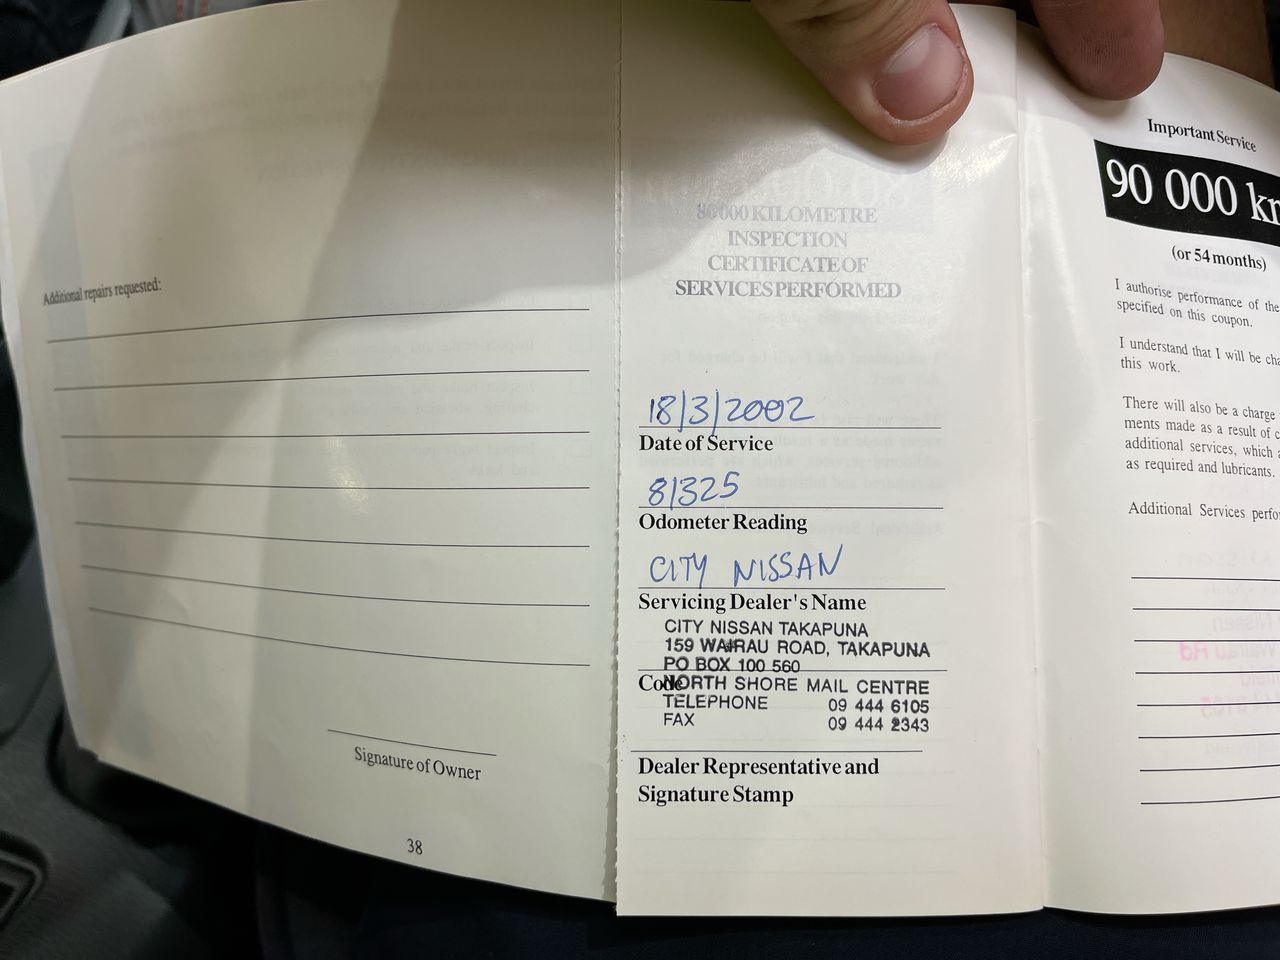 Additional repairs requested:
Signature of Owner
38
80 000 KILOMETRE
INSPECTION
CERTIFICATE OF
SERVICES PERFORMED
18/3/2002
Date of Service
81325
Odometer Reading
CITY NISSAN
Servicing Dealer's Name
CITY NISSAN TAKAPUNA
159 WAIRAU ROAD, TAKAPUNA
PO BOX 100 560
Code
NORTH SHORE MAIL CENTRE
TELEPHONE 09 444 6105
FAX 09 444 2343
Dealer Representative and
Signature Stamp
Important Service
90 000 km
(or 54 months)
I authorise performance of the
specified on this coupon.
I understand that I will be cha
this work.
There will also be a charge
ments made as a result of c
additional services, which a
as required and lubricants.
Additional Services perfo